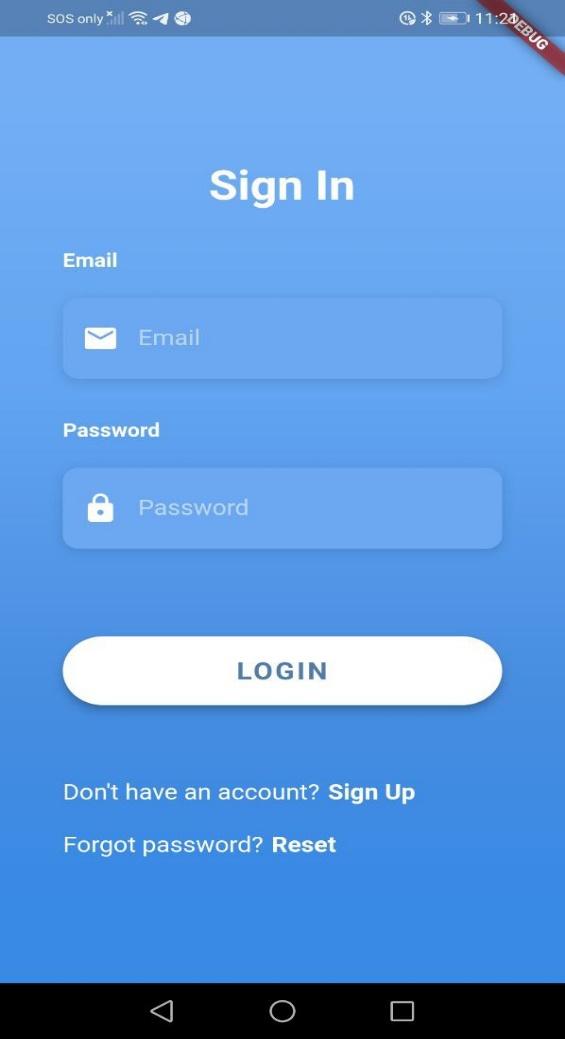 SOS only
11:2
DEBUG
Sign In
Email
Email
Password
Password
LOGIN
Don't have an account? Sign Up
Forgot password? Reset